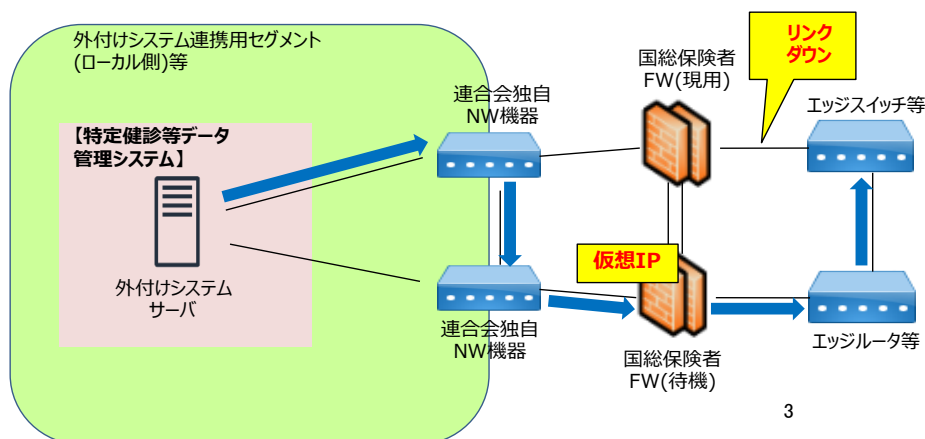 外付けシステム連携用セグメント
(ローカル側)等
【特定健診等データ
管理システム】
外付けシステム
サーバ
連合会独自
NW機器
連合会独自
NW機器
国総保険者
FW(現用)
リンク
ダウン
エッジスイッチ等
仮想IP
国総保険者
FW(待機)
エッジルータ等
3